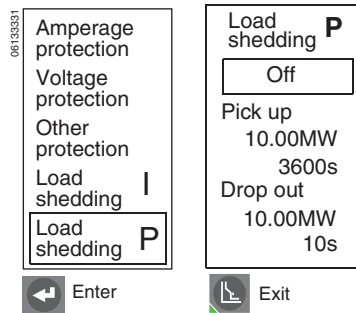 06133331
Amperage
protection
Voltage
protection
Other
protection
Load
shedding I
Load
shedding P
Enter
Load
shedding P
Off
Pick up
10.00MW
3600s
Drop out
10.00MW
10s
Exit